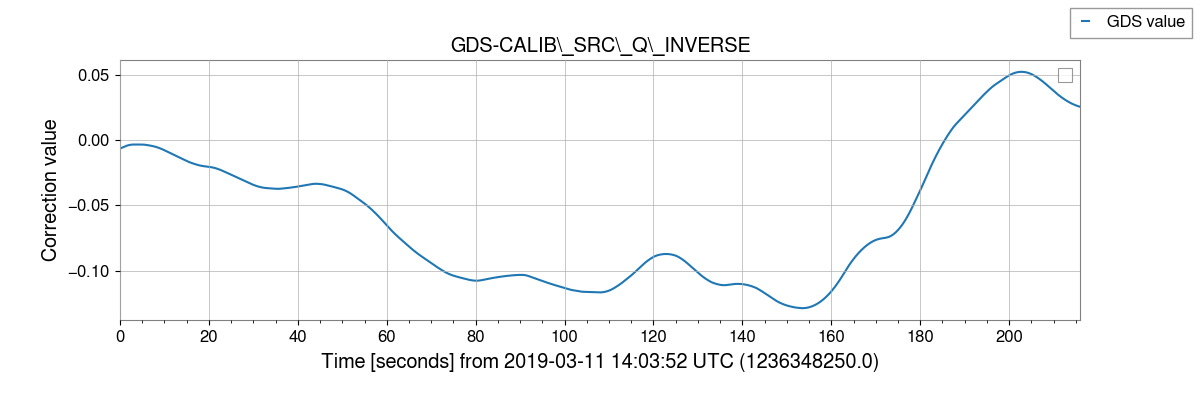 GDS value
GDS-CALIB\_SRC\_Q\_INVERSE
0.05
0.00
−0.05
−0.10
Correction value
0 20 40 60 80 100 120 140 160 180 200
Time [seconds] from 2019-03-11 14:03:52 UTC (1236348250.0)